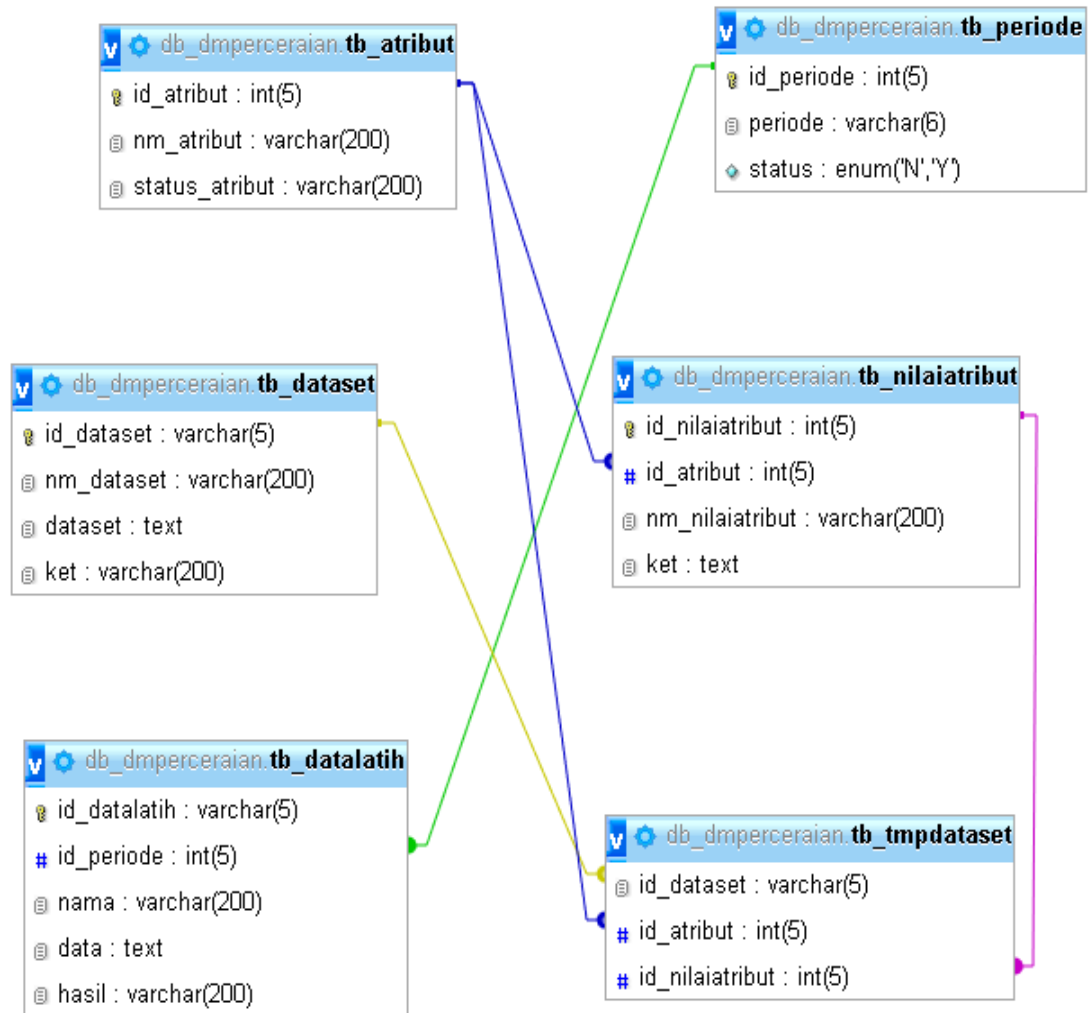 db_dmperceraian.tb_atribut
id_atribut : int(5)
nm_atribut : varchar(200)
status_atribut : varchar(200)
db_dmperceraian.tb_periode
id_periode : int(5)
periode : varchar(6)
status : enum('N','Y')
db_dmperceraian.tb_dataset
id_dataset : varchar(5)
nm_dataset : varchar(200)
dataset : text
ket : varchar(200)
db_dmperceraian.tb_nilaiatribut
id_nilaiatribut : int(5)
# id_atribut : int(5)
nm_nilaiatribut : varchar(200)
ket : text
db_dmperceraian.tb_datalatih
id_datalatih : varchar(5)
# id_periode : int(5)
nama : varchar(200)
data : text
hasil : varchar(200)
db_dmperceraian.tb_tmpdataset
id_dataset : varchar(5)
# id_atribut : int(5)
# id_nilaiatribut : int(5)